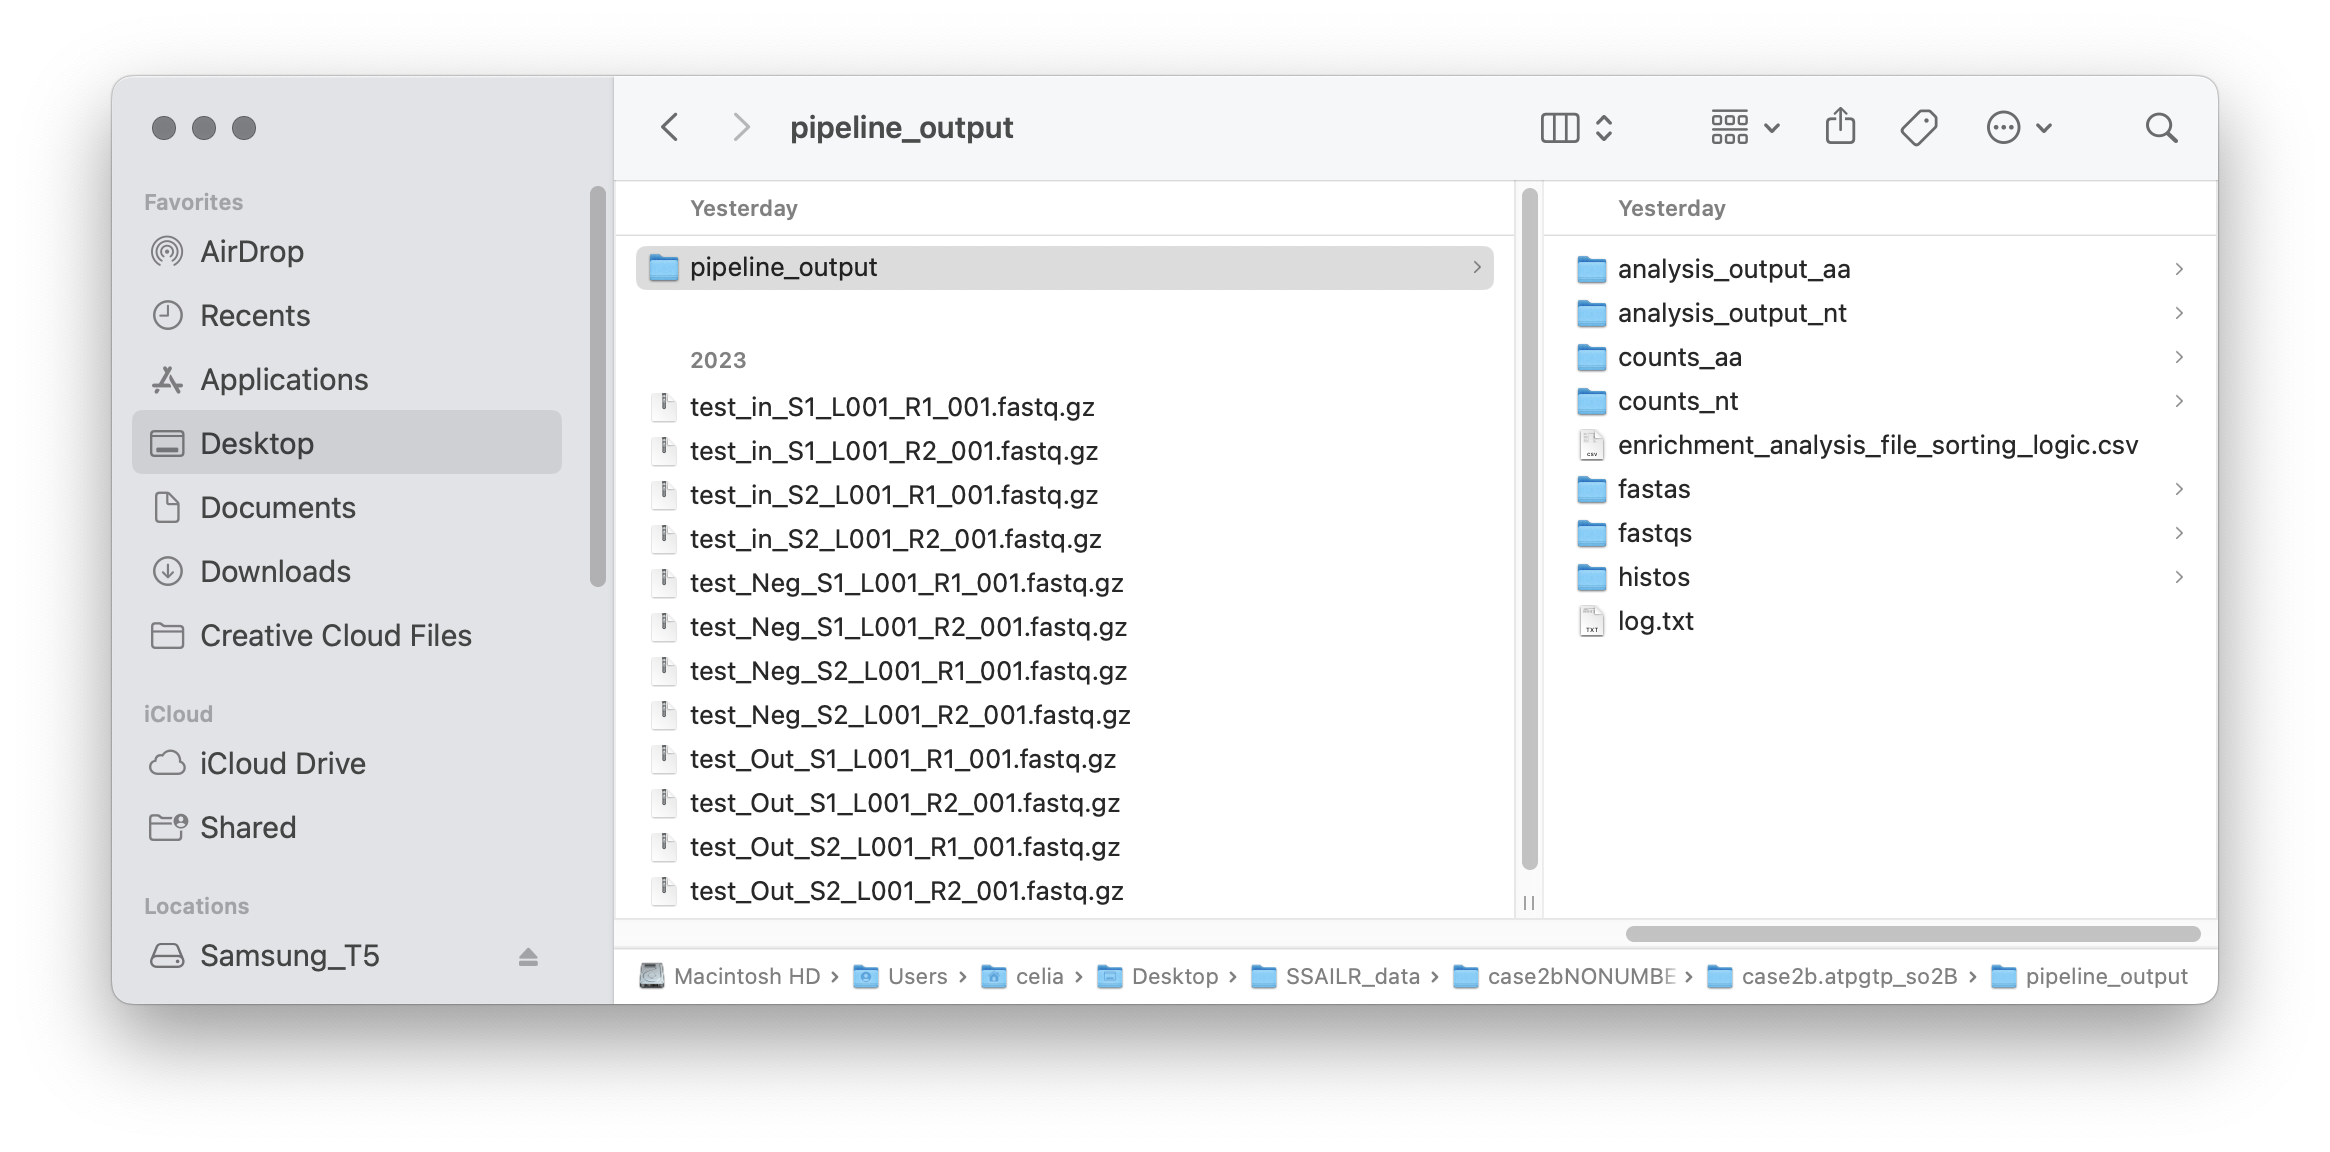 pipeline_output
Favorites
AirDrop
Recents
Applications
Desktop
Documents
Downloads
Creative Cloud Files
iCloud
iCloud Drive
Shared
Locations
Samsung_T5
Yesterday
pipeline_output
2023
test_in_S1_L001_R1_001.fastq.gz
test_in_S1_L001_R2_001.fastq.gz
test_in_S2_L001_R1_001.fastq.gz
test_in_S2_L001_R2_001.fastq.gz
test_Neg_S1_L001_R1_001.fastq.gz
test_Neg_S1_L001_R2_001.fastq.gz
test_Neg_S2_L001_R1_001.fastq.gz
test_Neg_S2_L001_R2_001.fastq.gz
test_Out_S1_L001_R1_001.fastq.gz
test_Out_S1_L001_R2_001.fastq.gz
test_Out_S2_L001_R1_001.fastq.gz
test_Out_S2_L001_R2_001.fastq.gz
Yesterday
analysis_output_aa
analysis_output_nt
counts_aa
counts_nt
enrichment_analysis_file_sorting_logic.csv
fastas
fastqs
histos
log.txt
Macintosh HD › Users › celia › Desktop › SSAILR_data › case2bNONUMBE › case2b.atpgtp_so2B › pipeline_output